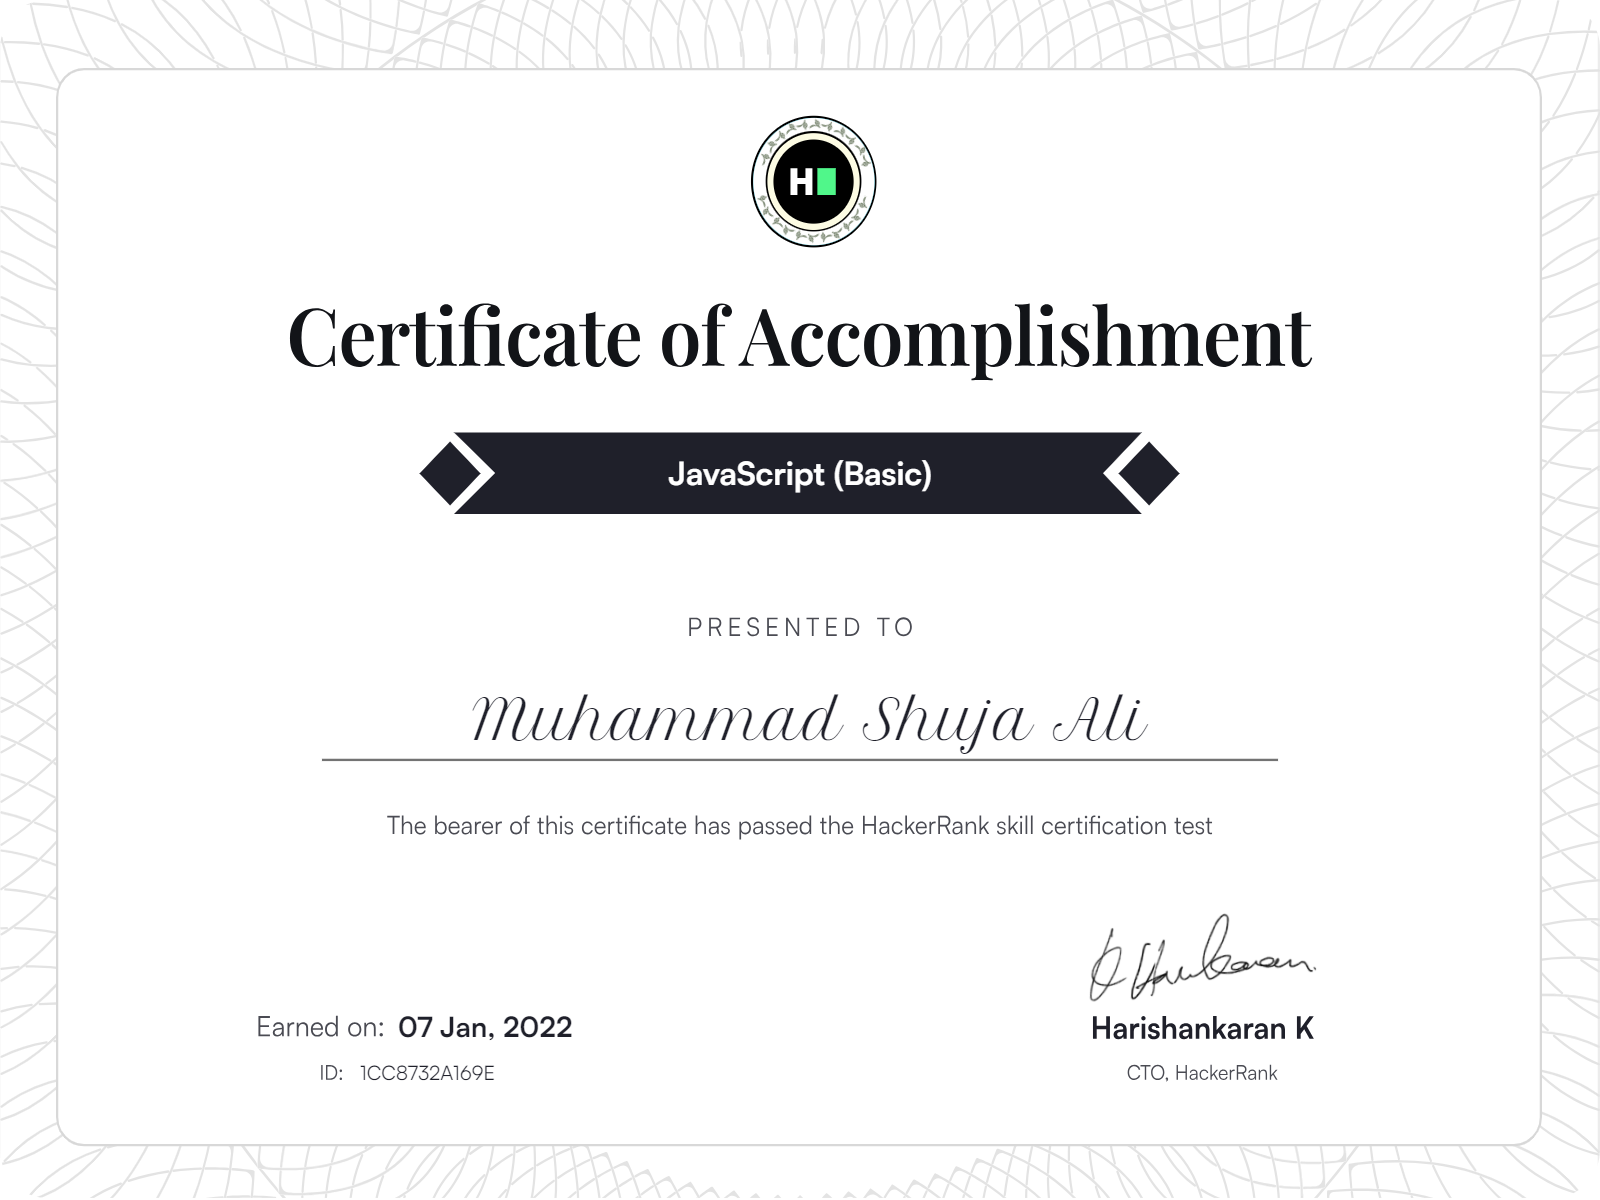 H
Certificate of Accomplishment
JavaScript (Basic)
PRESENTED TO
Muhammad Shuja Ali
The bearer of this certificate has passed the HackerRank skill certification test
Earned on: 07 Jan, 2022
ID: 1CC8732A169E
Harishankaran K
CTO, HackerRank